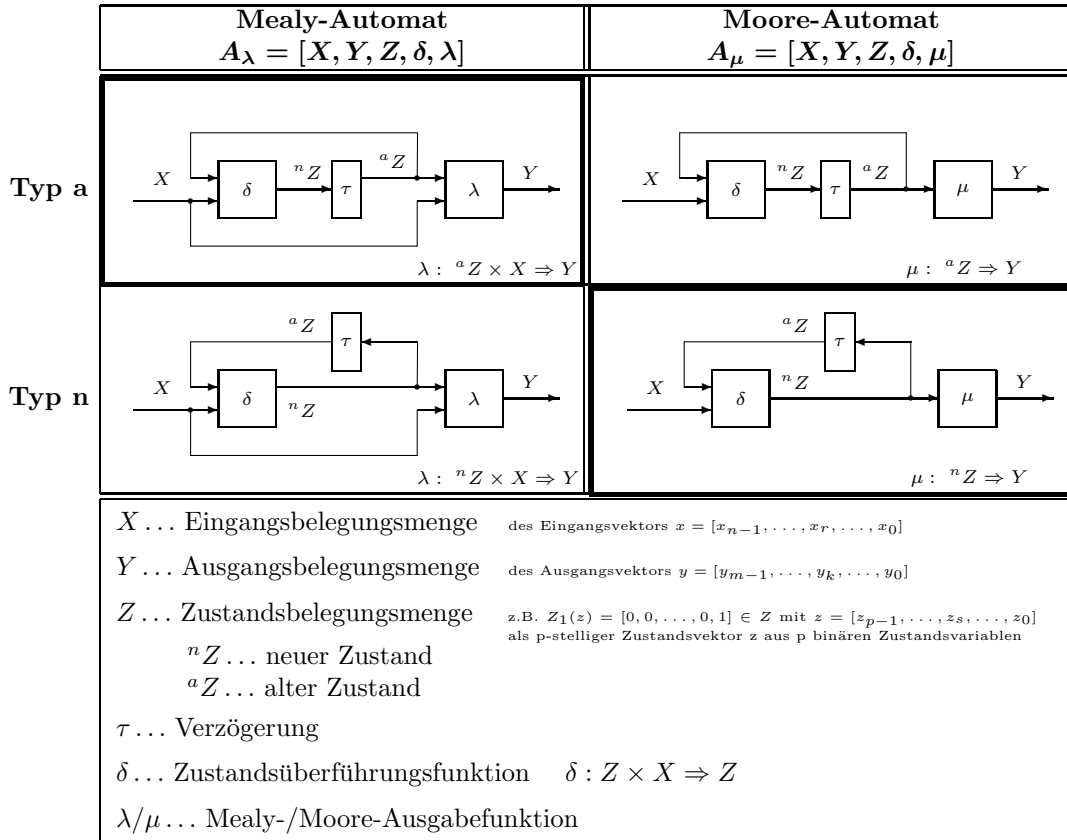 Mealy-Automat
A_λ = [X, Y, Z, δ, λ]
Moore-Automat
A_μ = [X, Y, Z, δ, μ]
Typ a
X
δ
ⁿZ
τ
ᵃZ
λ
Y
λ : ᵃZ × X ⇒ Y
X
δ
ⁿZ
τ
ᵃZ
μ
Y
μ : ᵃZ ⇒ Y
Typ n
ᵃZ
τ
X
δ
ⁿZ
λ
Y
λ : ⁿZ × X ⇒ Y
ᵃZ
τ
X
δ
ⁿZ
μ
Y
μ : ⁿZ ⇒ Y
X … Eingangsbelegungsmenge des Eingangsvektors x = [x_{n−1}, …, x_r, …, x_0]
Y … Ausgangsbelegungsmenge des Ausgangsvektors y = [y_{m−1}, …, y_k, …, y_0]
Z … Zustandsbelegungsmenge z.B. Z_1(z) = [0, 0, …, 0, 1] ∈ Z mit z = [z_{p−1}, …, z_s, …, z_0]
als p-stelliger Zustandsvektor z aus p binären Zustandsvariablen
ⁿZ … neuer Zustand
ᵃZ … alter Zustand
τ … Verzögerung
δ … Zustandsüberführungsfunktion δ : Z × X ⇒ Z
λ/μ … Mealy-/Moore-Ausgabefunktion